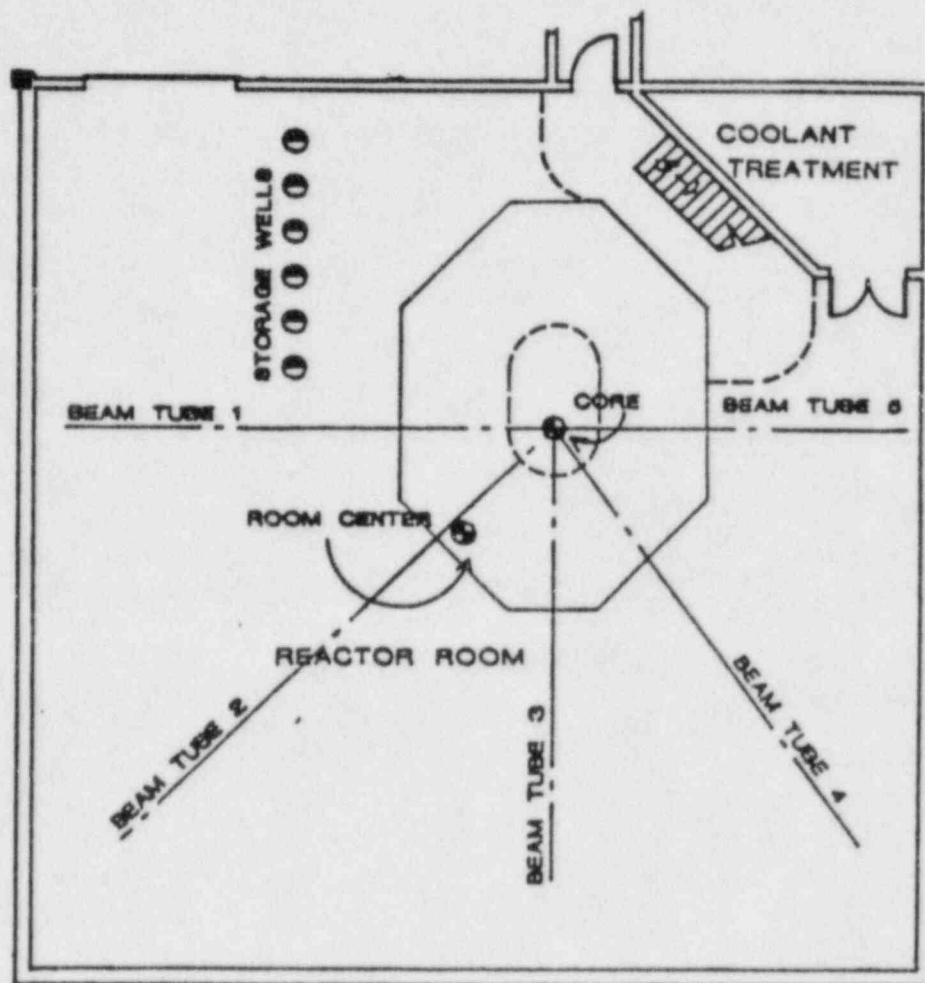 COOLANT
TREATMENT
STORAGE WELLS
BEAM TUBE 1
CORE
BEAM TUBE 5
ROOM CENTER
REACTOR ROOM
BEAM TUBE 2
BEAM TUBE 3
BEAM TUBE 4